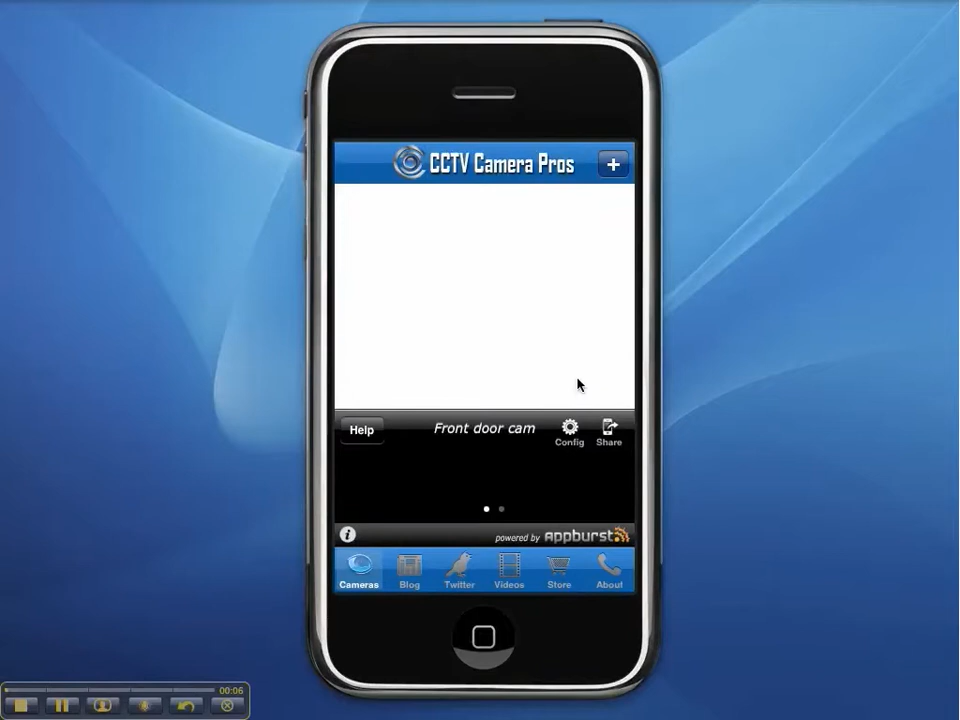 CCTV Camera Pros
+
Help
Front door cam
Config
Share
i
powered by appburst
Cameras
Blog
Twitter
Videos
Store
About
00:06